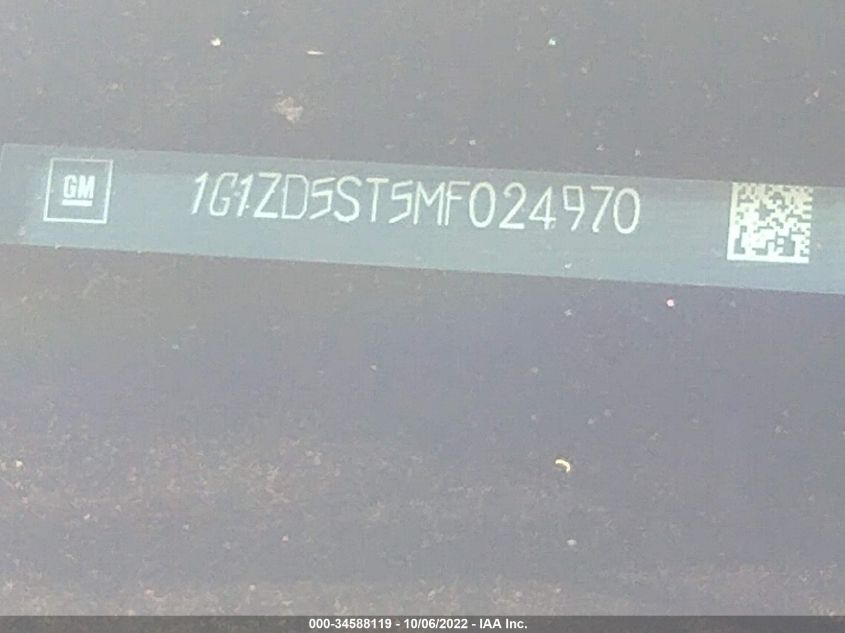 GM 1G1ZD5ST5MF024970
000-34588119 - 10/06/2022 - IAA Inc.